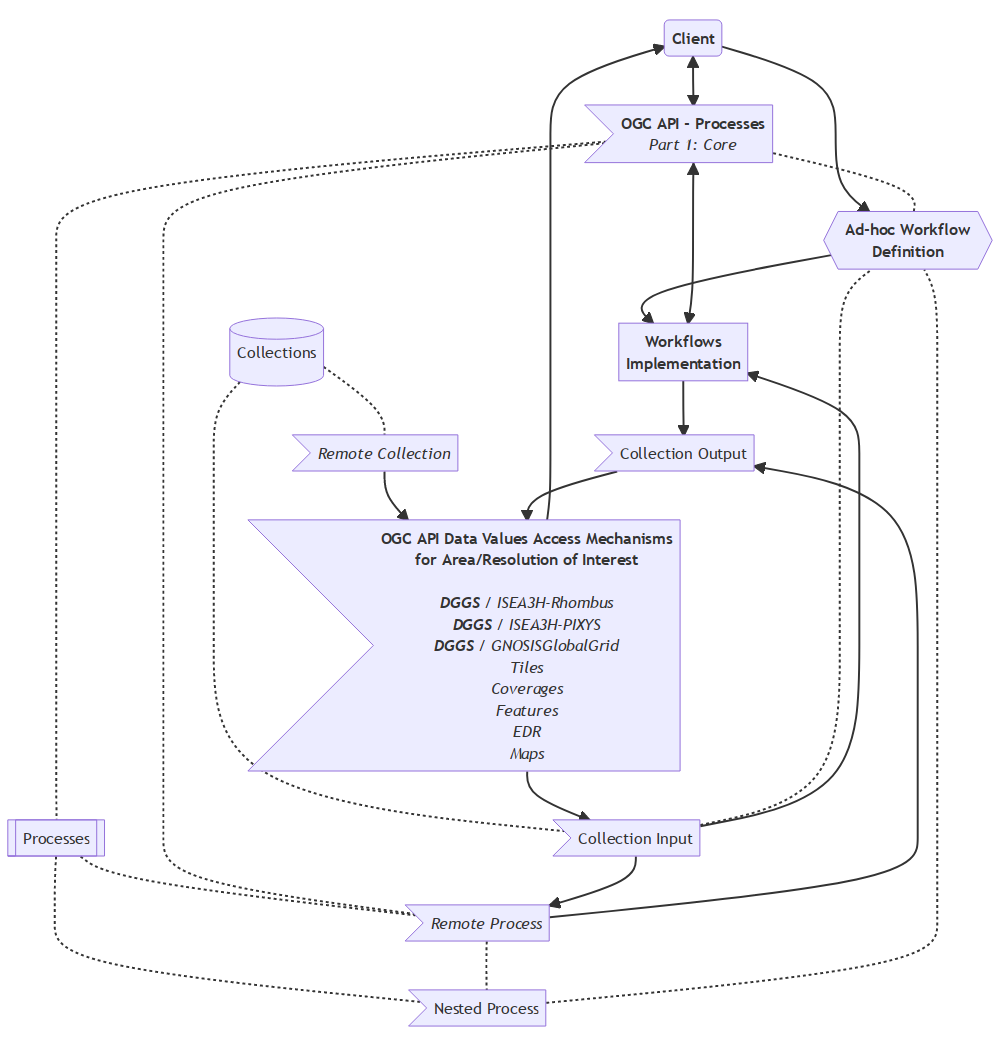 Client
OGC API - Processes
Part 1: Core
Ad-hoc Workflow
Definition
Collections
Workflows
Implementation
Remote Collection
Collection Output
OGC API Data Values Access Mechanisms
for Area/Resolution of Interest
DGGS / ISEA3H-Rhombus
DGGS / ISEA3H-PIXYS
DGGS / GNOSISGlobalGrid
Tiles
Coverages
Features
EDR
Maps
Processes
Collection Input
Remote Process
Nested Process